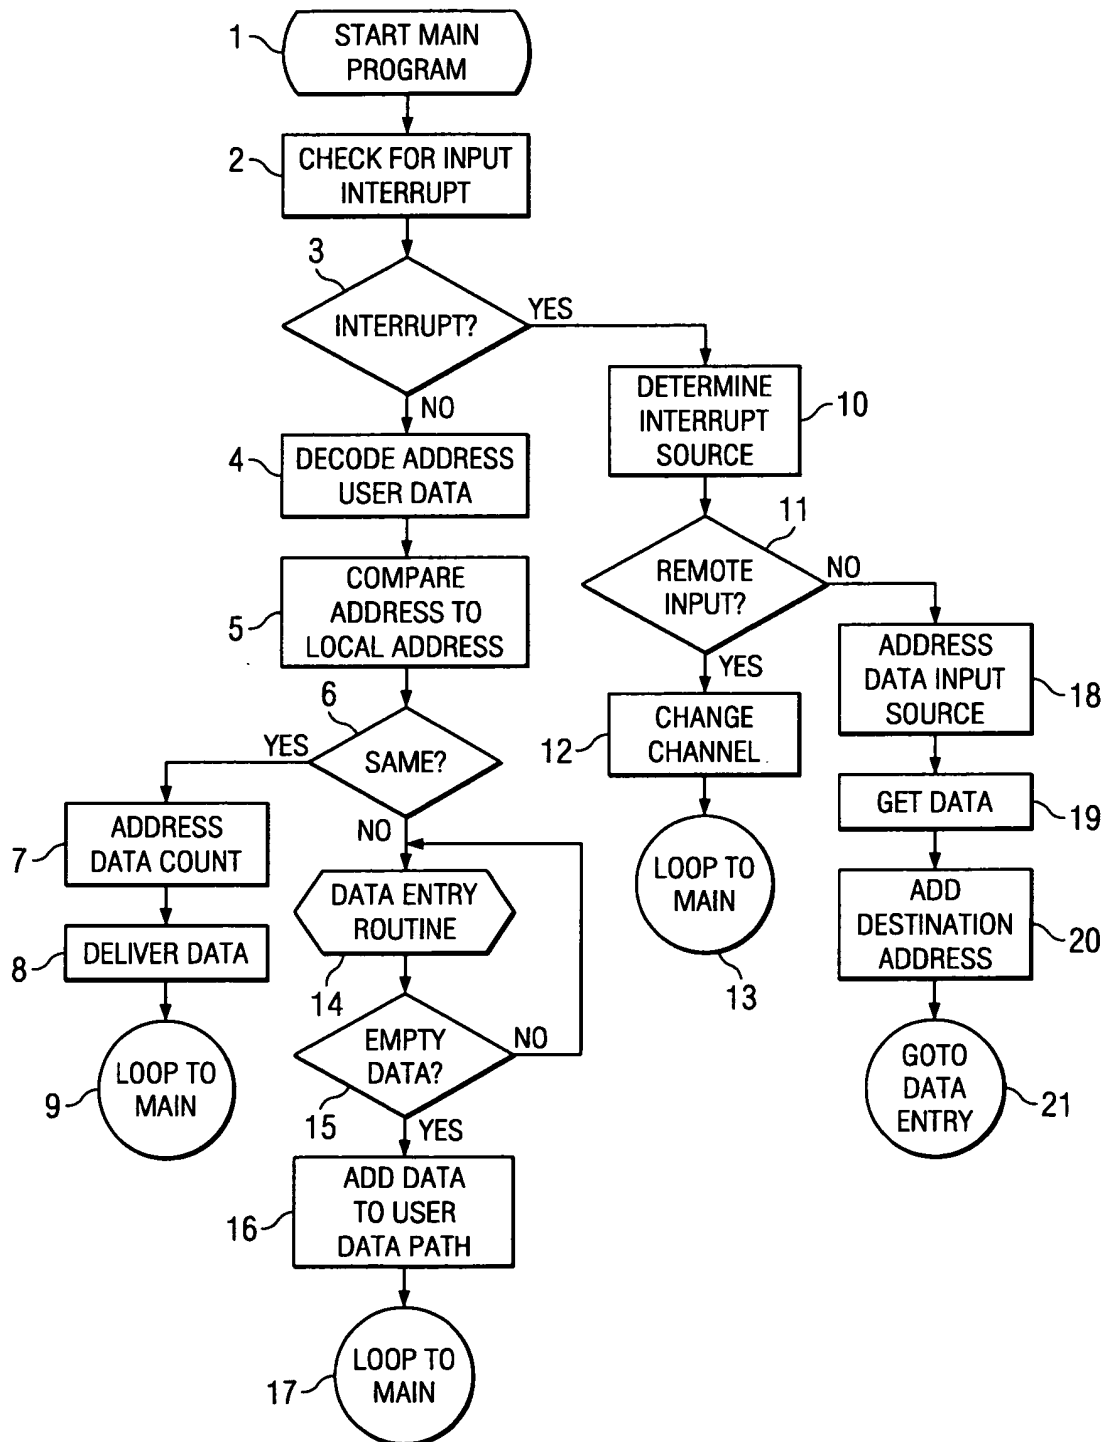 1
START MAIN
PROGRAM
2
CHECK FOR INPUT
INTERRUPT
3
INTERRUPT?
YES
NO
4
DECODE ADDRESS
USER DATA
5
COMPARE
ADDRESS TO
LOCAL ADDRESS
6
SAME?
YES
NO
7
ADDRESS
DATA COUNT
8
DELIVER DATA
9
LOOP TO
MAIN
DATA ENTRY
ROUTINE
14
EMPTY
DATA?
NO
15
YES
16
ADD DATA
TO USER
DATA PATH
17
LOOP TO
MAIN
DETERMINE
INTERRUPT
SOURCE
10
11
REMOTE
INPUT?
NO
YES
12
CHANGE
CHANNEL
LOOP TO
MAIN
13
ADDRESS
DATA INPUT
SOURCE
18
GET DATA
19
ADD
DESTINATION
ADDRESS
20
GOTO
DATA
ENTRY
21